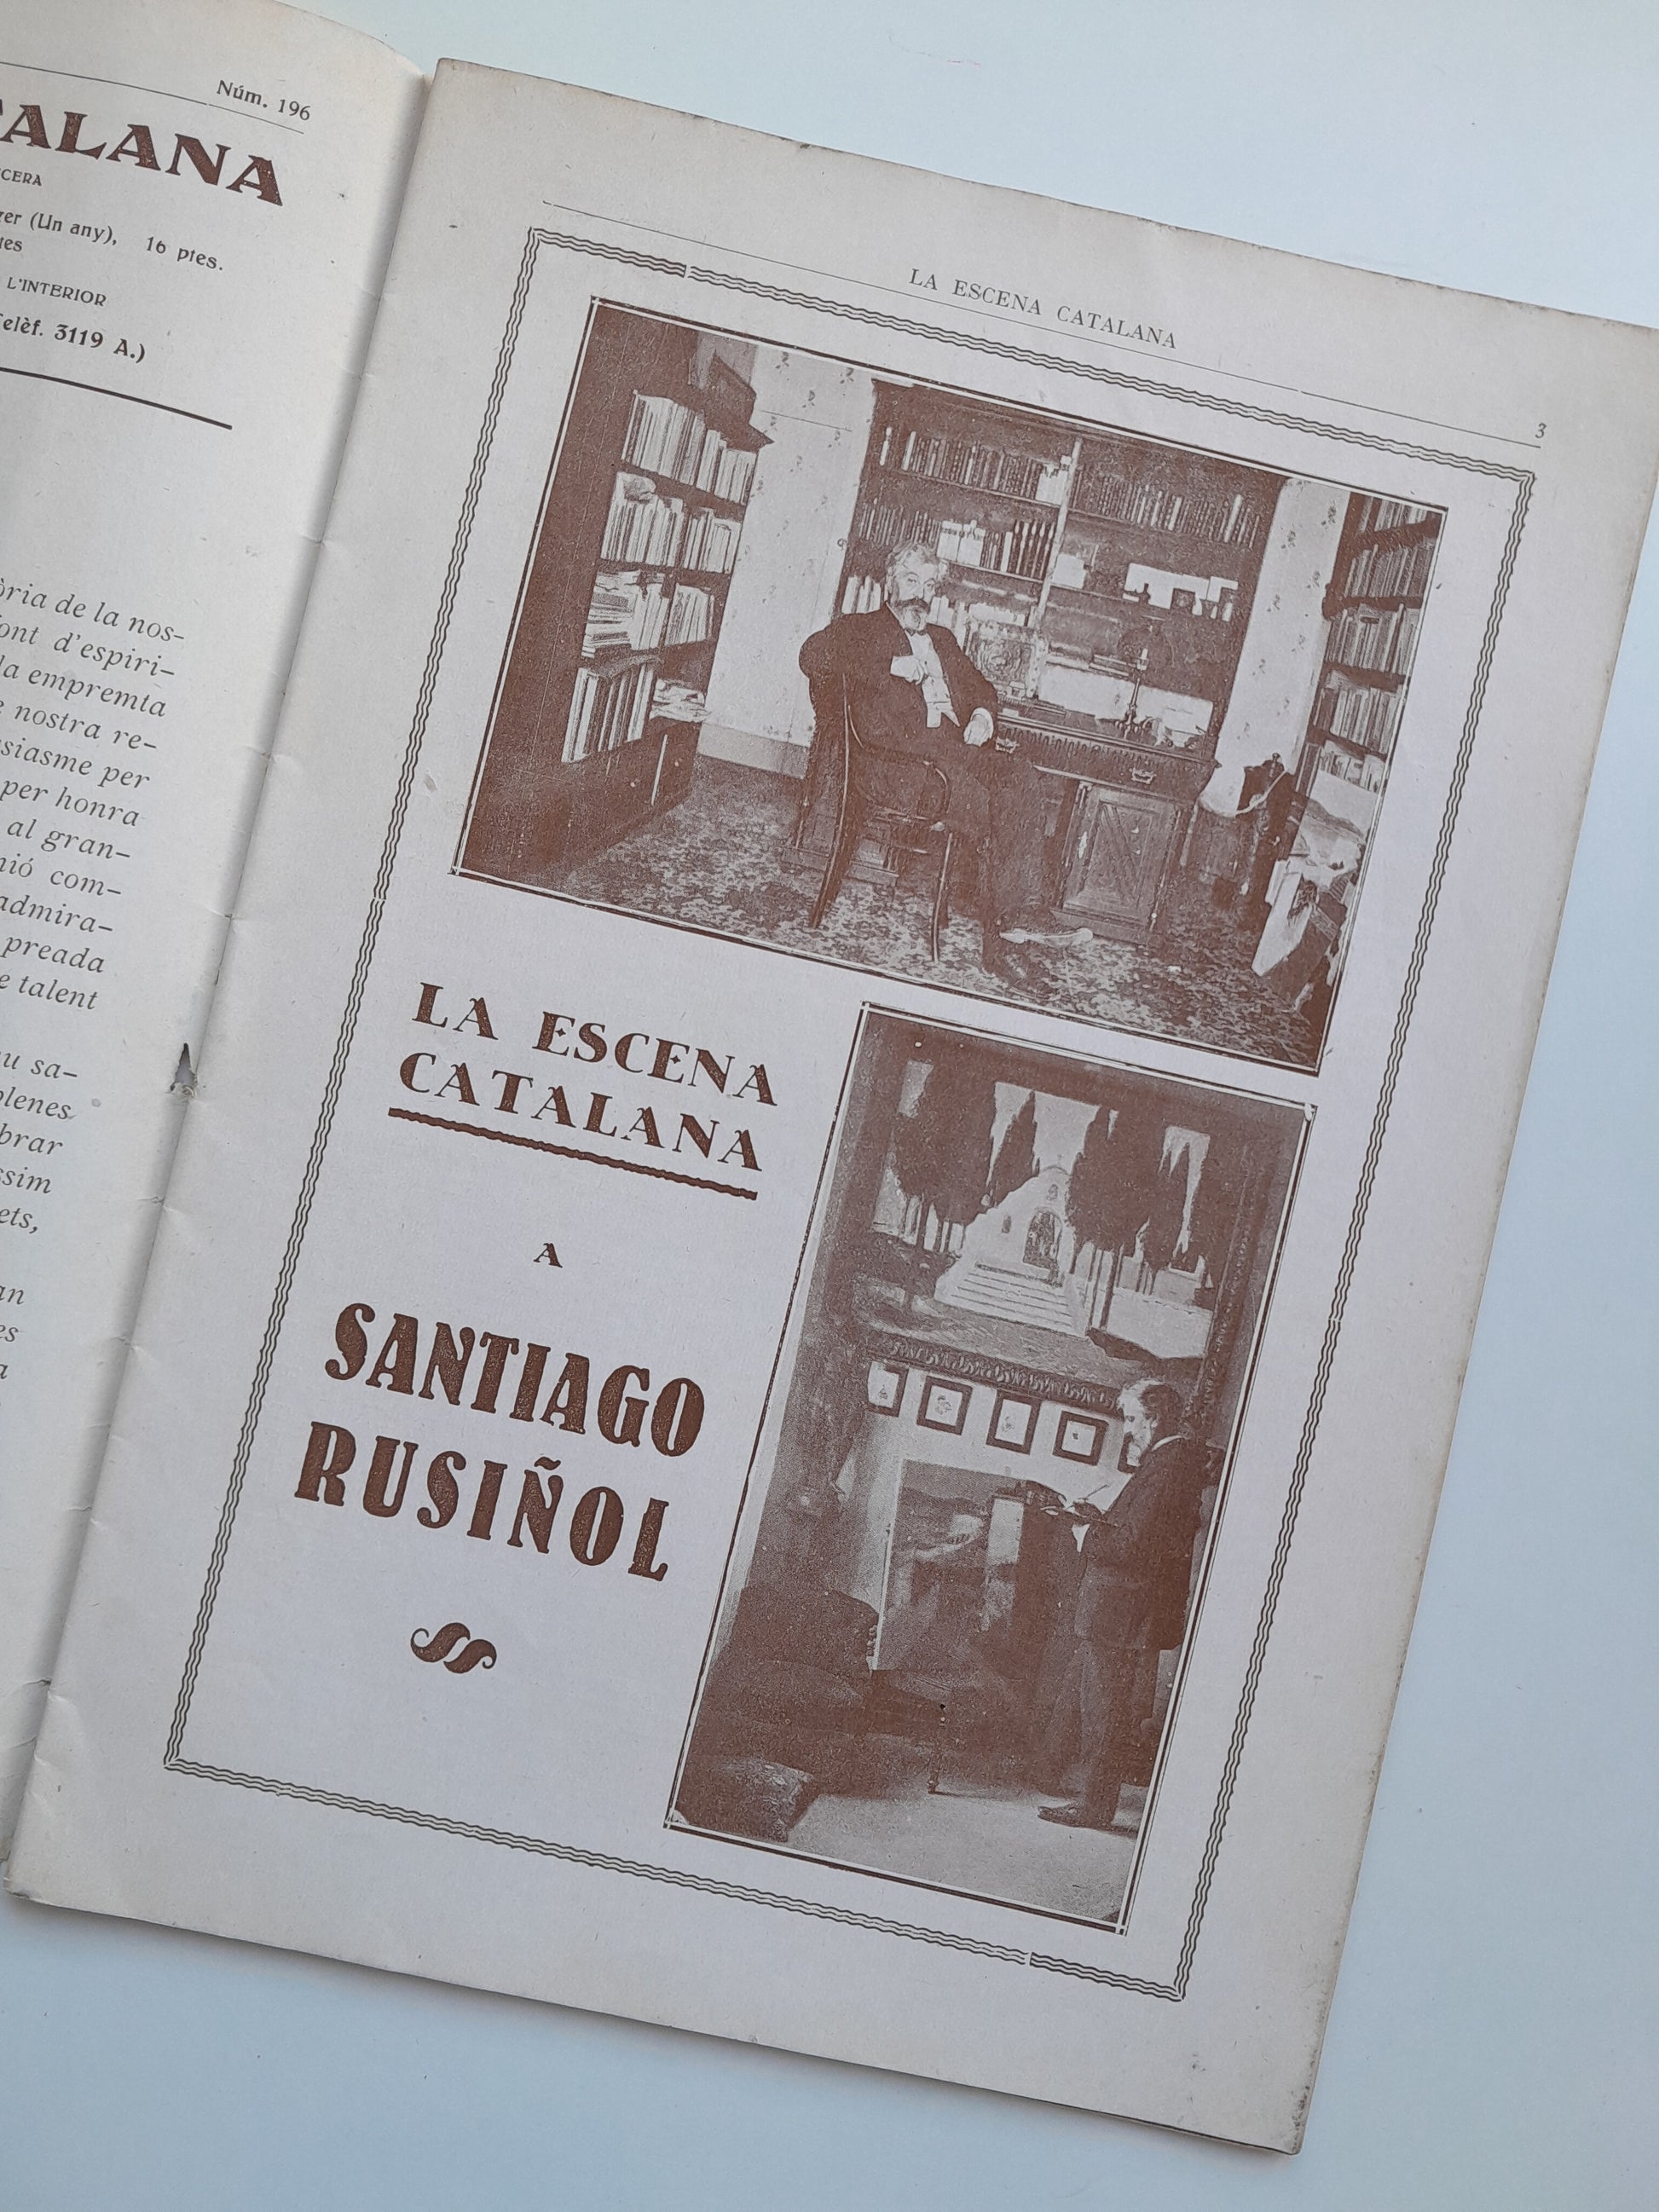 Núm. 196
ALANA
CERA
er (Un any), 16 ptes.
tes
L'INTERIOR
elèf. 3119 A.)
òria de la nos-
ont d'espiri-
la empremta
e nostra re-
siasme per
per honra
al gran-
nió com-
admira-
preada
e talent
u sa-
plenes
brar
ssim
ets,
an
es
a
LA ESCENA CATALANA
3
LA ESCENA
CATALANA
A
SANTIAGO
RUSIÑOL